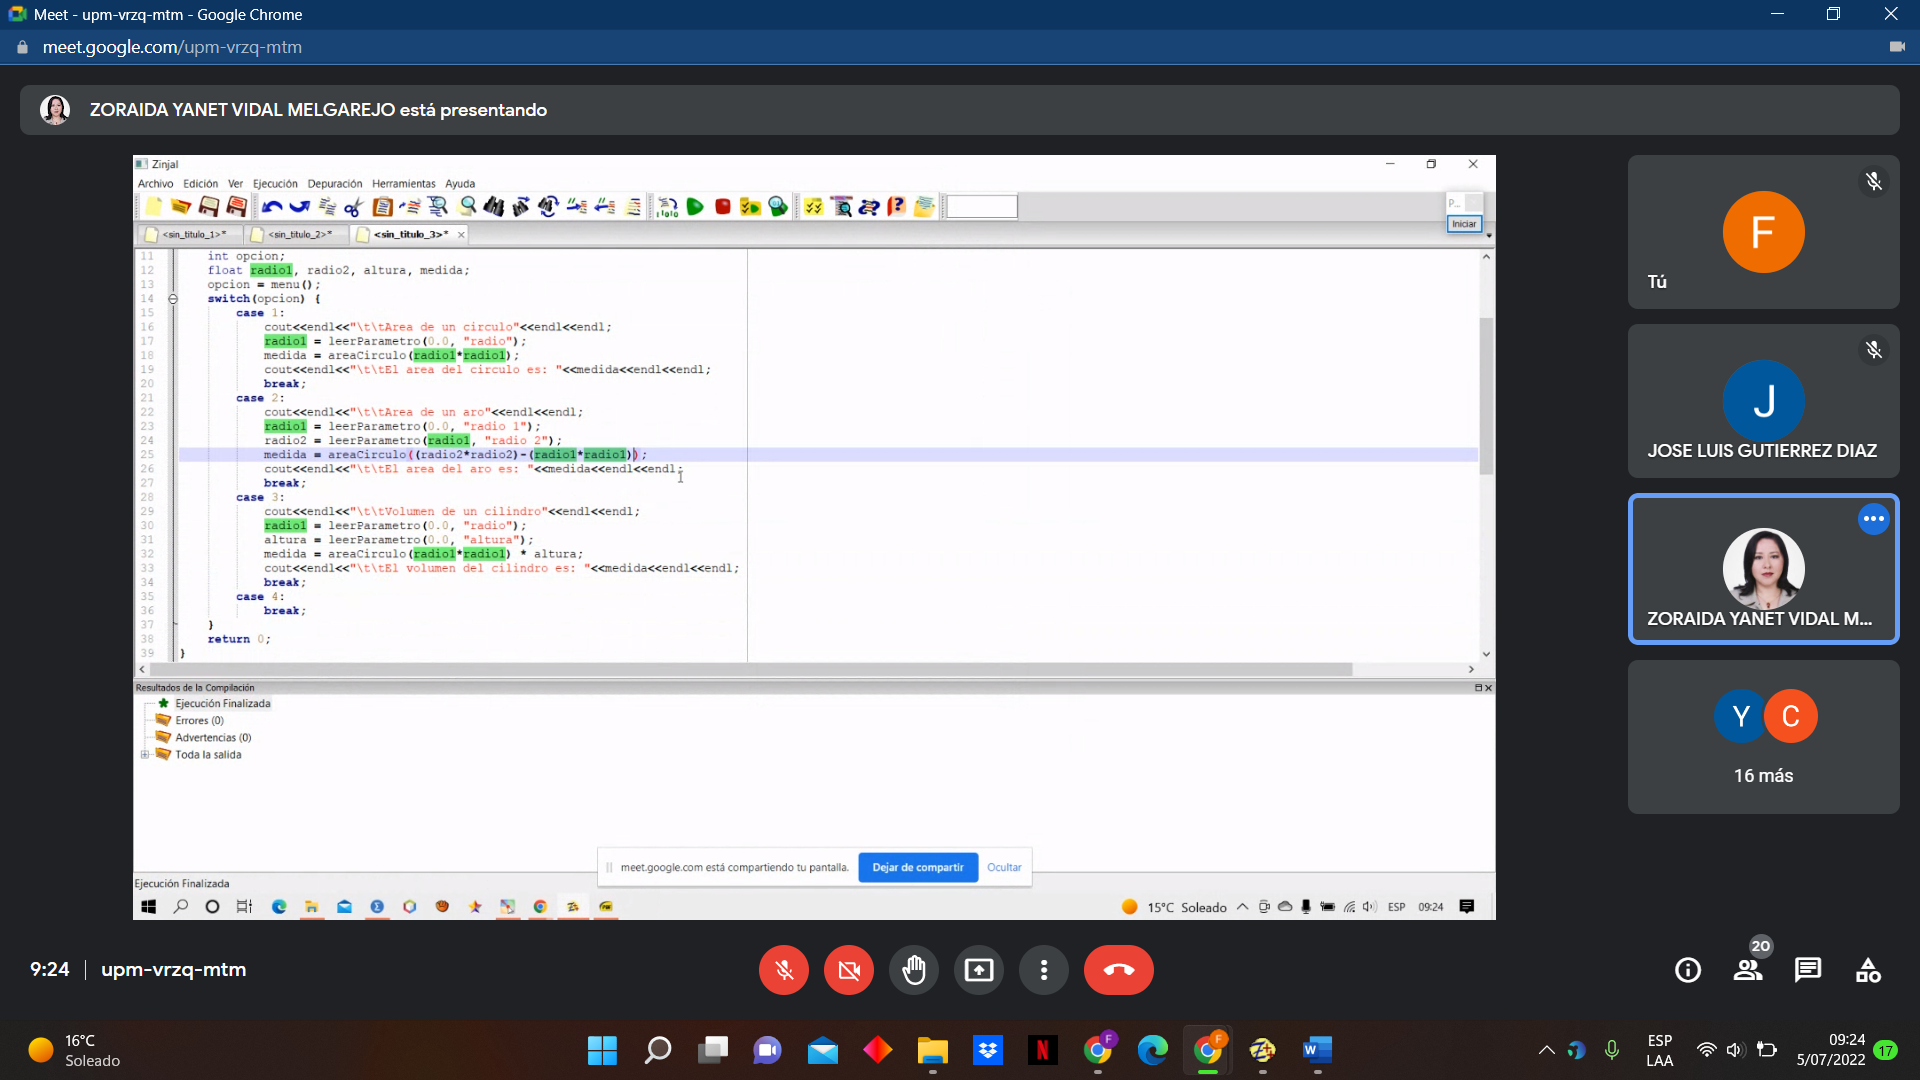 Meet - upm-vrzq-mtm - Google Chrome
meet.google.com/upm-vrzq-mtm
ZORAIDA YANET VIDAL MELGAREJO está presentando
ZinjaI
Archivo Edición Ver Ejecución Depuración Herramientas Ayuda
P...
Iniciar
<sin_titulo_1>* <sin_titulo_2>* <sin_titulo_3>*
11 int opcion;
12 float radio1, radio2, altura, medida;
13 opcion = menu();
14 switch(opcion) {
15 case 1:
16 cout<<endl<<"\t\tArea de un circulo"<<endl<<endl;
17 radio1 = leerParametro(0.0, "radio");
18 medida = areaCirculo(radio1*radio1);
19 cout<<endl<<"\t\tEl area del circulo es: "<<medida<<endl<<endl;
20 break;
21 case 2:
22 cout<<endl<<"\t\tArea de un aro"<<endl<<endl;
23 radio1 = leerParametro(0.0, "radio 1");
24 radio2 = leerParametro(radio1, "radio 2");
25 medida = areaCirculo((radio2*radio2)-(radio1*radio1));
26 cout<<endl<<"\t\tEl area del aro es: "<<medida<<endl<<endl;
27 break;
28 case 3:
29 cout<<endl<<"\t\tVolumen de un cilindro"<<endl<<endl;
30 radio1 = leerParametro(0.0, "radio");
31 altura = leerParametro(0.0, "altura");
32 medida = areaCirculo(radio1*radio1) * altura;
33 cout<<endl<<"\t\tEl volumen del cilindro es: "<<medida<<endl<<endl;
34 break;
35 case 4:
36 break;
37 }
38 return 0;
39 }
Resultados de la Compilación
Ejecución Finalizada
Errores (0)
Advertencias (0)
Toda la salida
meet.google.com está compartiendo tu pantalla. Dejar de compartir Ocultar
Ejecución Finalizada
15°C Soleado ESP 09:24
F
Tú
J
JOSE LUIS GUTIERREZ DIAZ
ZORAIDA YANET VIDAL M...
Y C
16 más
9:24 upm-vrzq-mtm
20
16°C
Soleado
ESP
LAA
09:24
5/07/2022
17